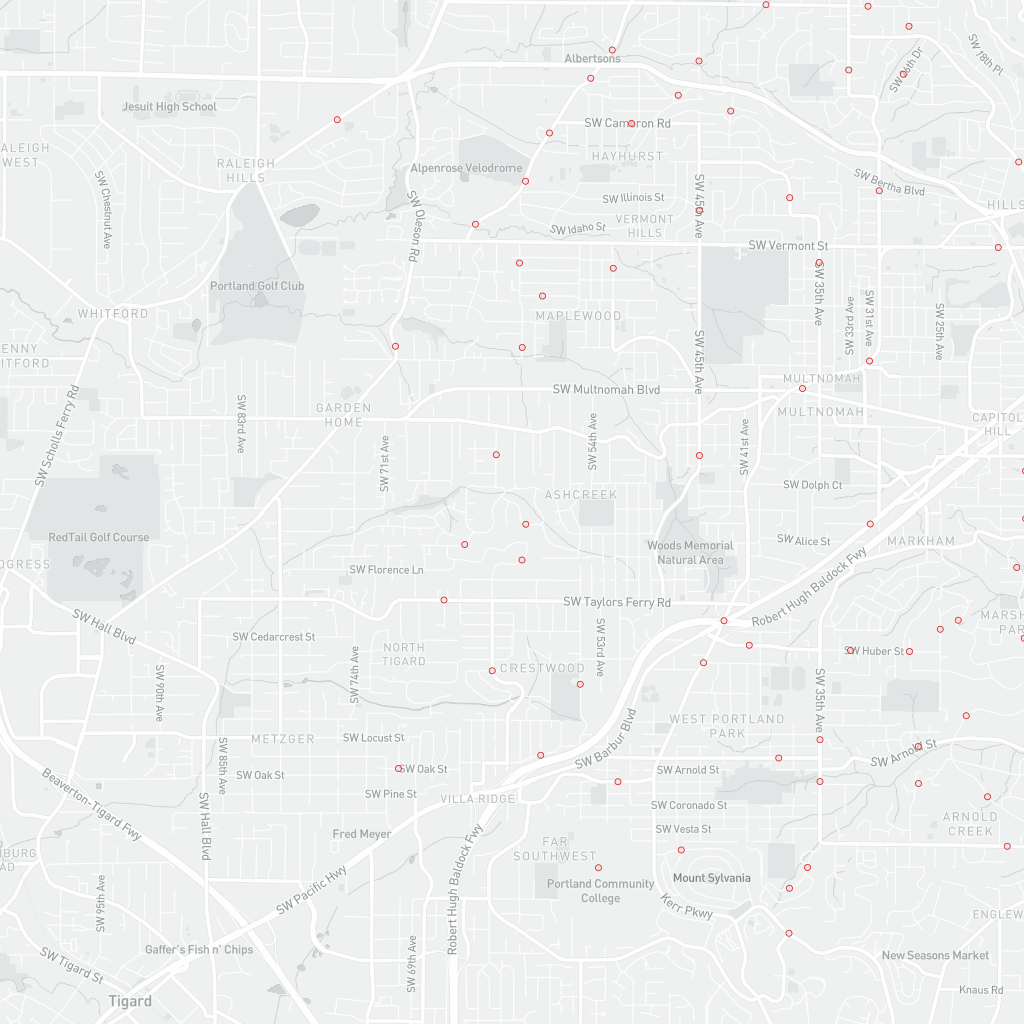 SW 18th Pl
SW 26th Dr
Albertsons
Jesuit High School
SW Cameron Rd
ALEIGH
WEST
RALEIGH
HILLS
HAYHURST
Alpenrose Velodrome
SW Bertha Blvd
SW Chestnut Ave
SW Illinois St
SW 45th Ave
HILLS
SW Oleson Rd
VERMONT
HILLS
SW Idaho St
SW Vermont St
Portland Golf Club
SW 35th Ave
WHITFORD
MAPLEWOOD
SW 33rd Ave
SW 31st Ave
SW 25th Ave
ENNY
ITFORD
SW 45th Ave
MULTNOMAH
SW Multnomah Blvd
GARDEN
HOME
MULTNOMAH
CAPITOL
HILL
SW 83rd Ave
SW Scholls Ferry Rd
SW 71st Ave
SW 54th Ave
SW 41st Ave
SW Dolph Ct
ASHCREEK
RedTail Golf Course
Woods Memorial
Natural Area
SW Alice St
MARKHAM
OGRESS
SW Florence Ln
Robert Hugh Baldock Fwy
SW Taylors Ferry Rd
SW Hall Blvd
SW Cedarcrest St
MARSH
PAR
SW 53rd Ave
NORTH
TIGARD
SW Huber St
CRESTWOOD
SW 90th Ave
SW 74th Ave
SW 35th Ave
WEST PORTLAND
PARK
METZGER
SW Locust St
SW Barbur Blvd
SW Arnold St
SW 85th Ave
SW Oak St
SW Oak St
SW Arnold St
Beaverton-Tigard Fwy
SW Pine St
VILLA RIDGE
SW Coronado St
SW Hall Blvd
Fred Meyer
SW Vesta St
ARNOLD
CREEK
FAR
SOUTHWEST
BURG
AD
Robert Hugh Baldock Fwy
SW Pacific Hwy
Portland Community
College
Mount Sylvania
SW 95th Ave
Kerr Pkwy
ENGLEW
Gaffer's Fish n' Chips
New Seasons Market
SW Tigard St
SW 69th Ave
Knaus Rd
Tigard